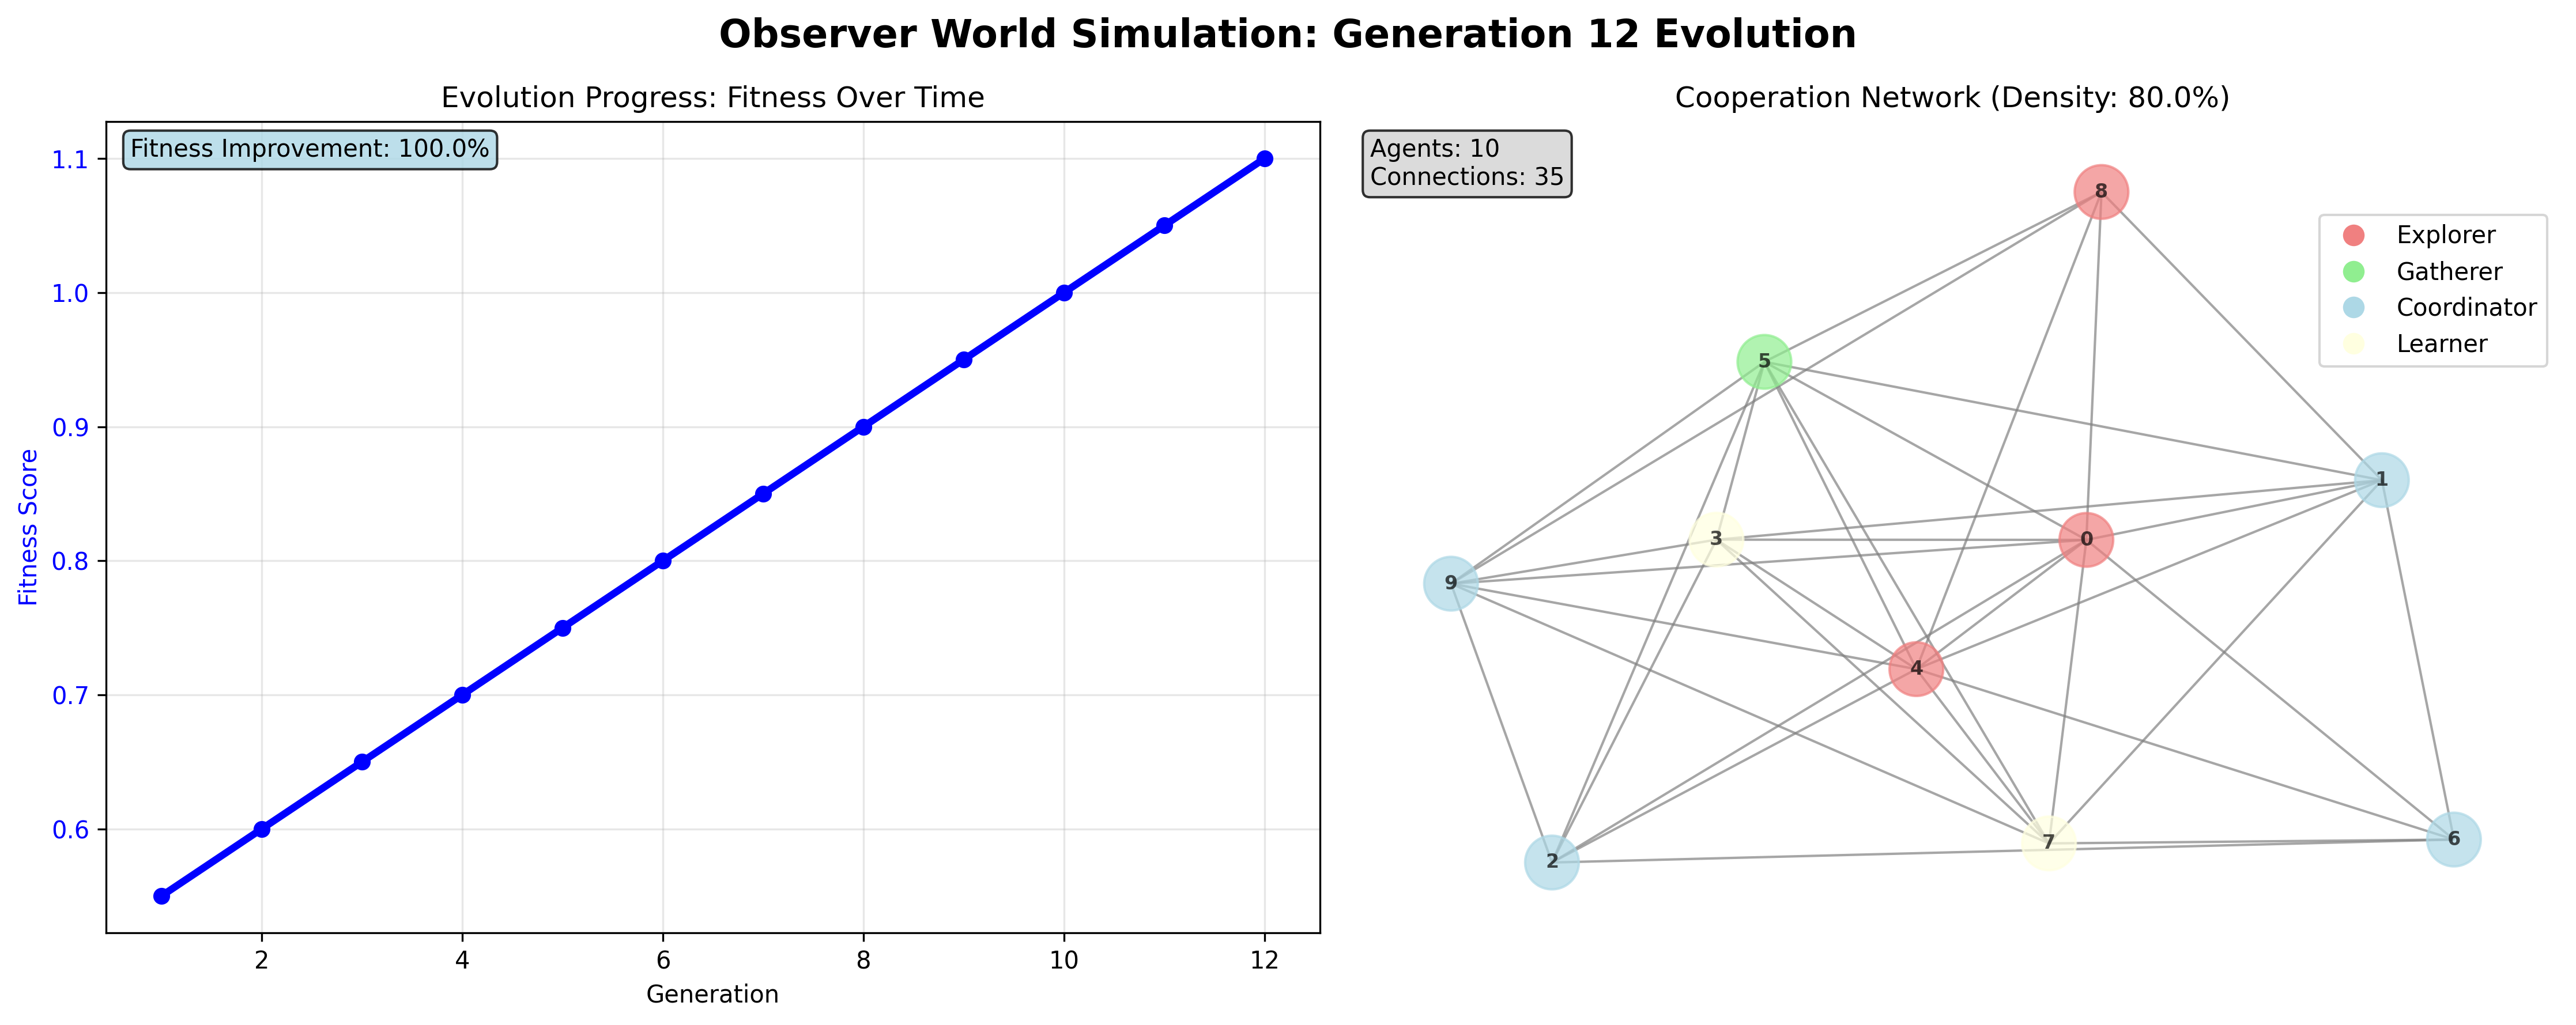 Observer World Simulation: Generation 12 Evolution
Evolution Progress: Fitness Over Time
Fitness Improvement: 100.0%
Fitness Score
1.1
1.0
0.9
0.8
0.7
0.6
2 4 6 8 10 12
Generation
Cooperation Network (Density: 80.0%)
Agents: 10
Connections: 35
Explorer
Gatherer
Coordinator
Learner
8
5
1
3
0
9
4
7
6
2